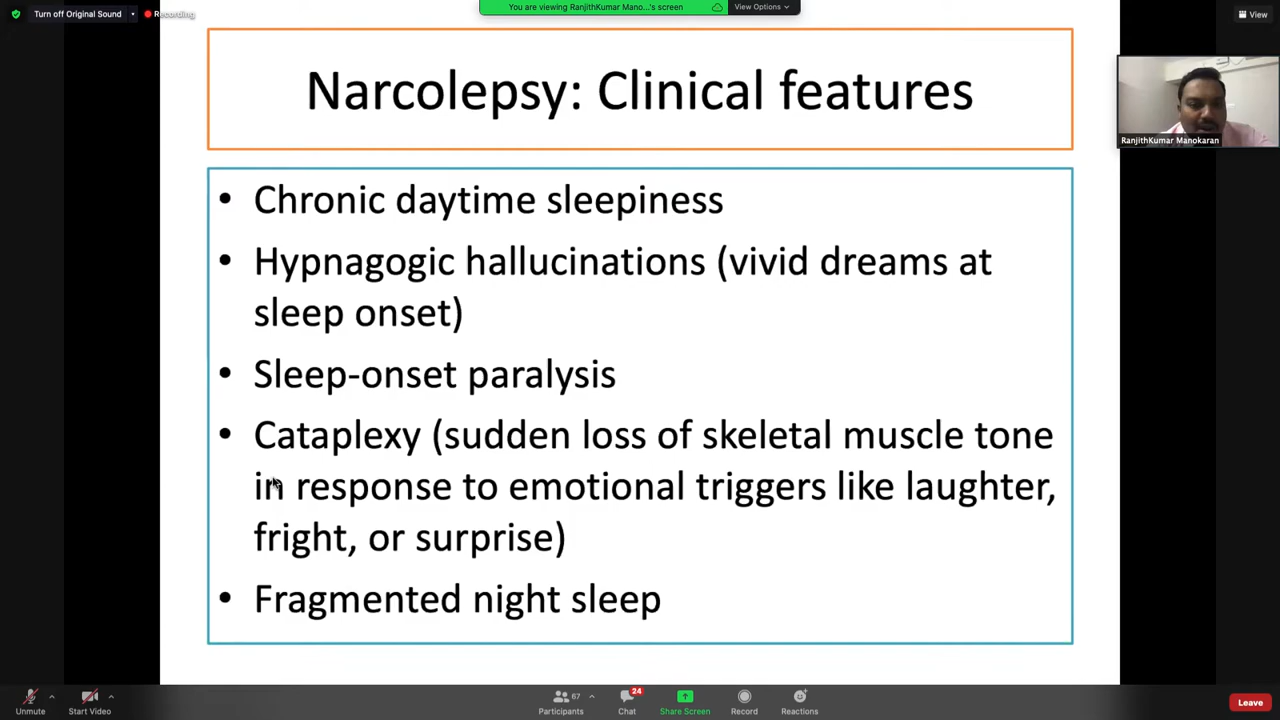 Turn off Original Sound
Recording
You are viewing RanjithKumar Mano...'s screen
View Options
View
Narcolepsy: Clinical features
RanjithKumar Manokaran
• Chronic daytime sleepiness
• Hypnagogic hallucinations (vivid dreams at
sleep onset)
• Sleep-onset paralysis
• Cataplexy (sudden loss of skeletal muscle tone
in response to emotional triggers like laughter,
fright, or surprise)
• Fragmented night sleep
Unmute
Start Video
67
Participants
24
Chat
Share Screen
Record
Reactions
Leave